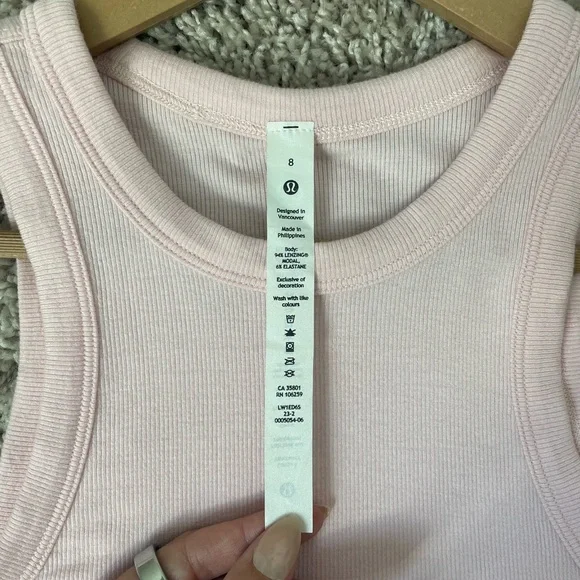 8
Designed in
Vancouver
Made in
Philippines
Body:
94% LENZING®
MODAL,
6% ELASTANE
Exclusive of
decoration
Wash with like
colours
CA 35801
RN 106259
LW1ED6S
23-2
0005054-06